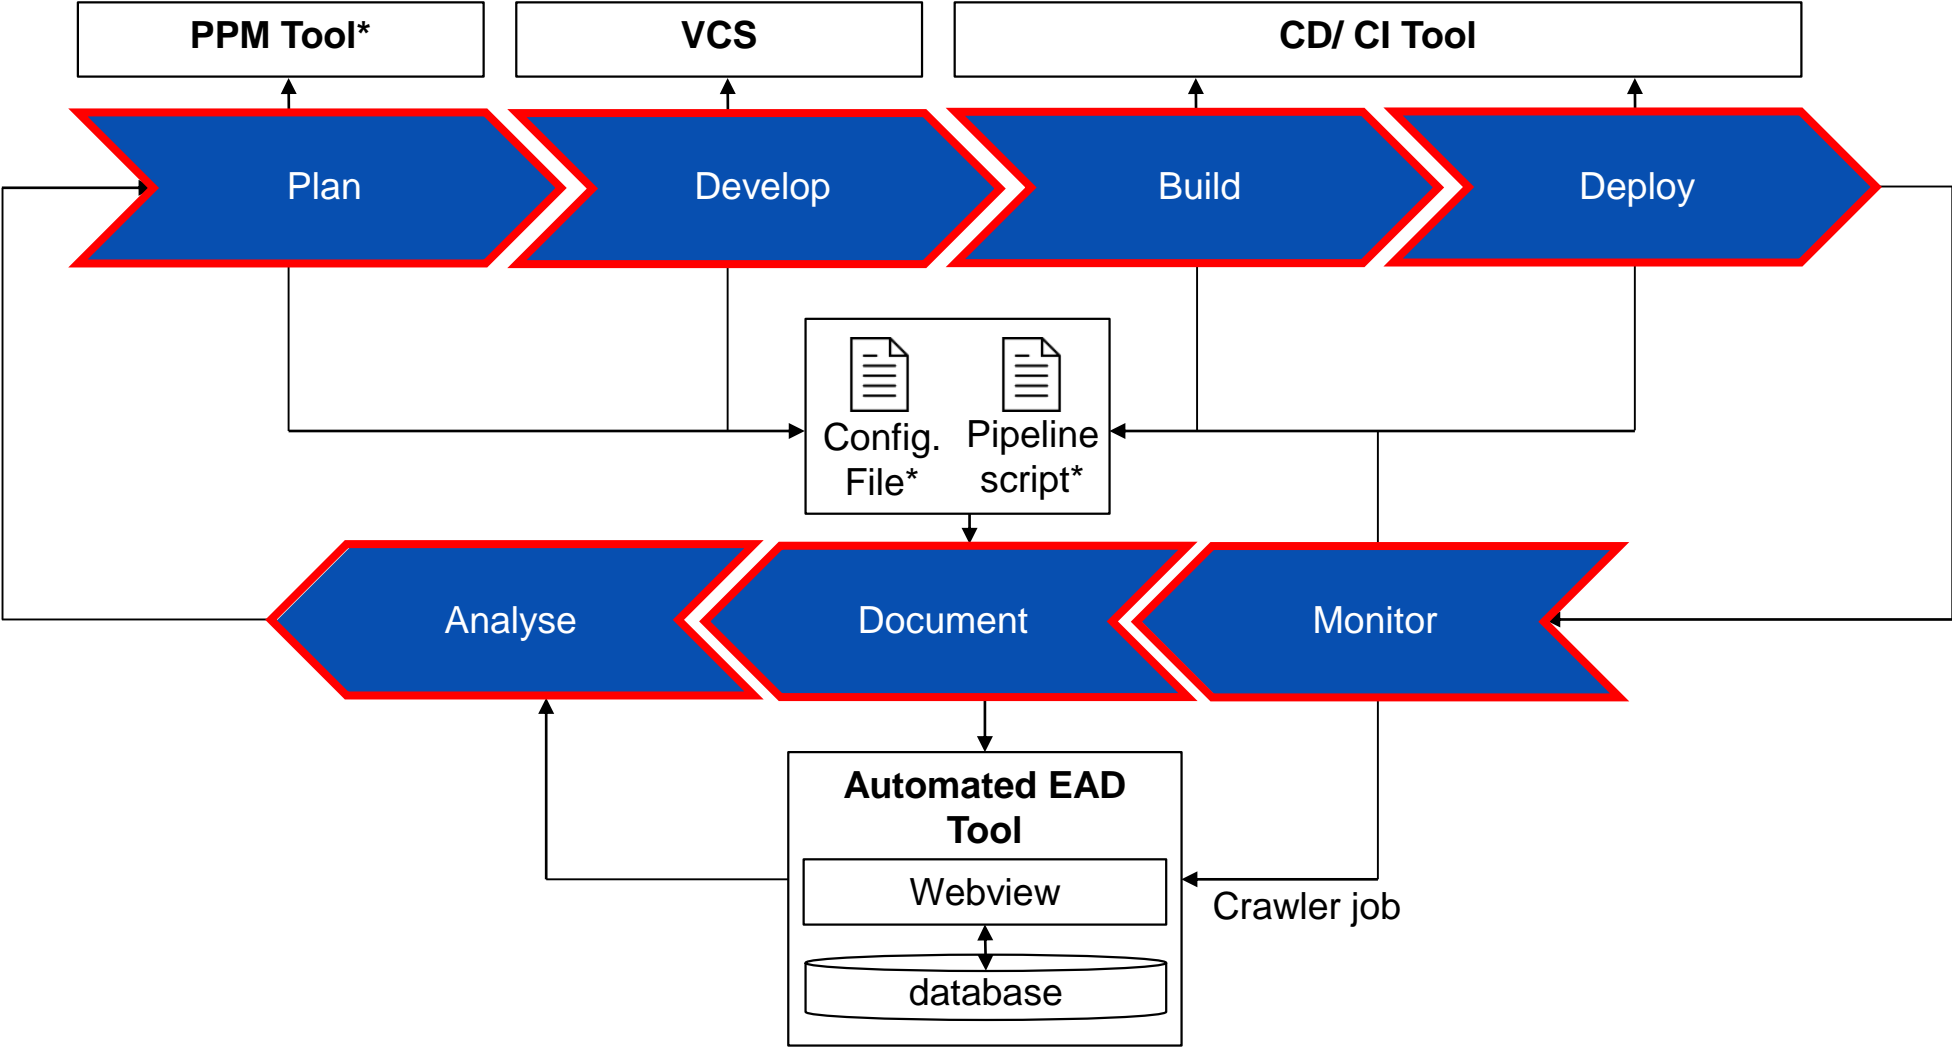 PPM Tool*
VCS
CD/ CI Tool
Plan
Develop
Build
Deploy
Config.
File*
Pipeline
script*
Analyse
Document
Monitor
Automated EAD
Tool
Webview
Crawler job
database